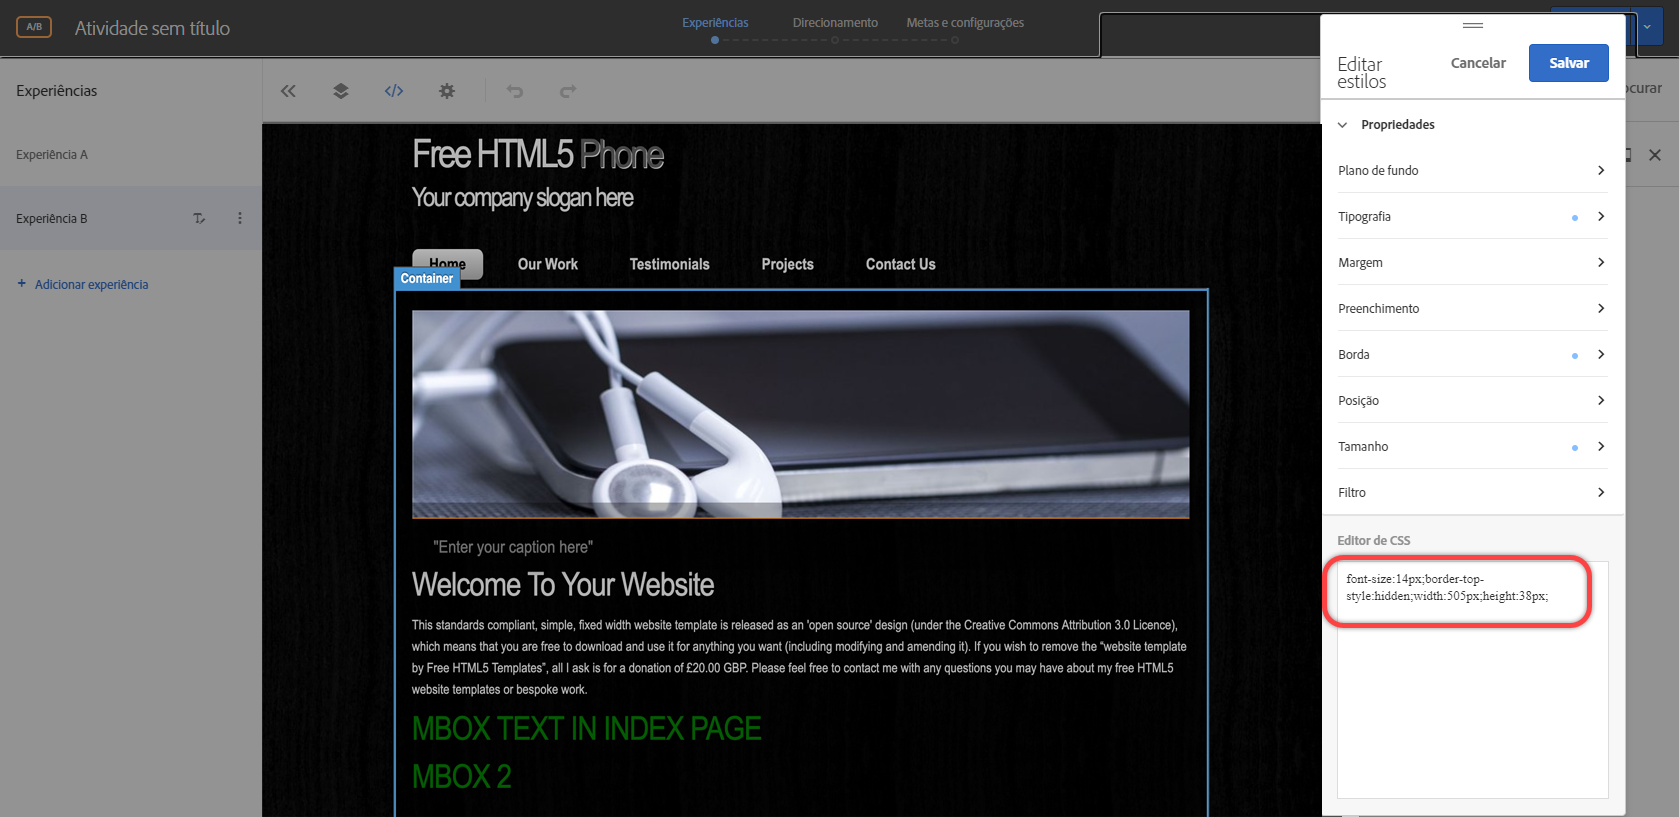 A/B
Atividade sem título
Experiências
Direcionamento
Metas e configurações
Editar
estilos
Cancelar
Salvar
ocurar
Experiências
Experiência A
Experiência B
+ Adicionar experiência
Free HTML5 Phone
Your company slogan here
Home
Our Work
Testimonials
Projects
Contact Us
Container
"Enter your caption here"
Welcome To Your Website
This standards compliant, simple, fixed width website template is released as an 'open source' design (under the Creative Commons Attribution 3.0 Licence),
which means that you are free to download and use it for anything you want (including modifying and amending it). If you wish to remove the “website template
by Free HTML5 Templates”, all I ask is for a donation of £20.00 GBP. Please feel free to contact me with any questions you may have about my free HTML5
website templates or bespoke work.
MBOX TEXT IN INDEX PAGE
MBOX 2
Propriedades
Plano de fundo
Tipografia
Margem
Preenchimento
Borda
Posição
Tamanho
Filtro
Editor de CSS
font-size:14px;border-top-
style:hidden;width:505px;height:38px;